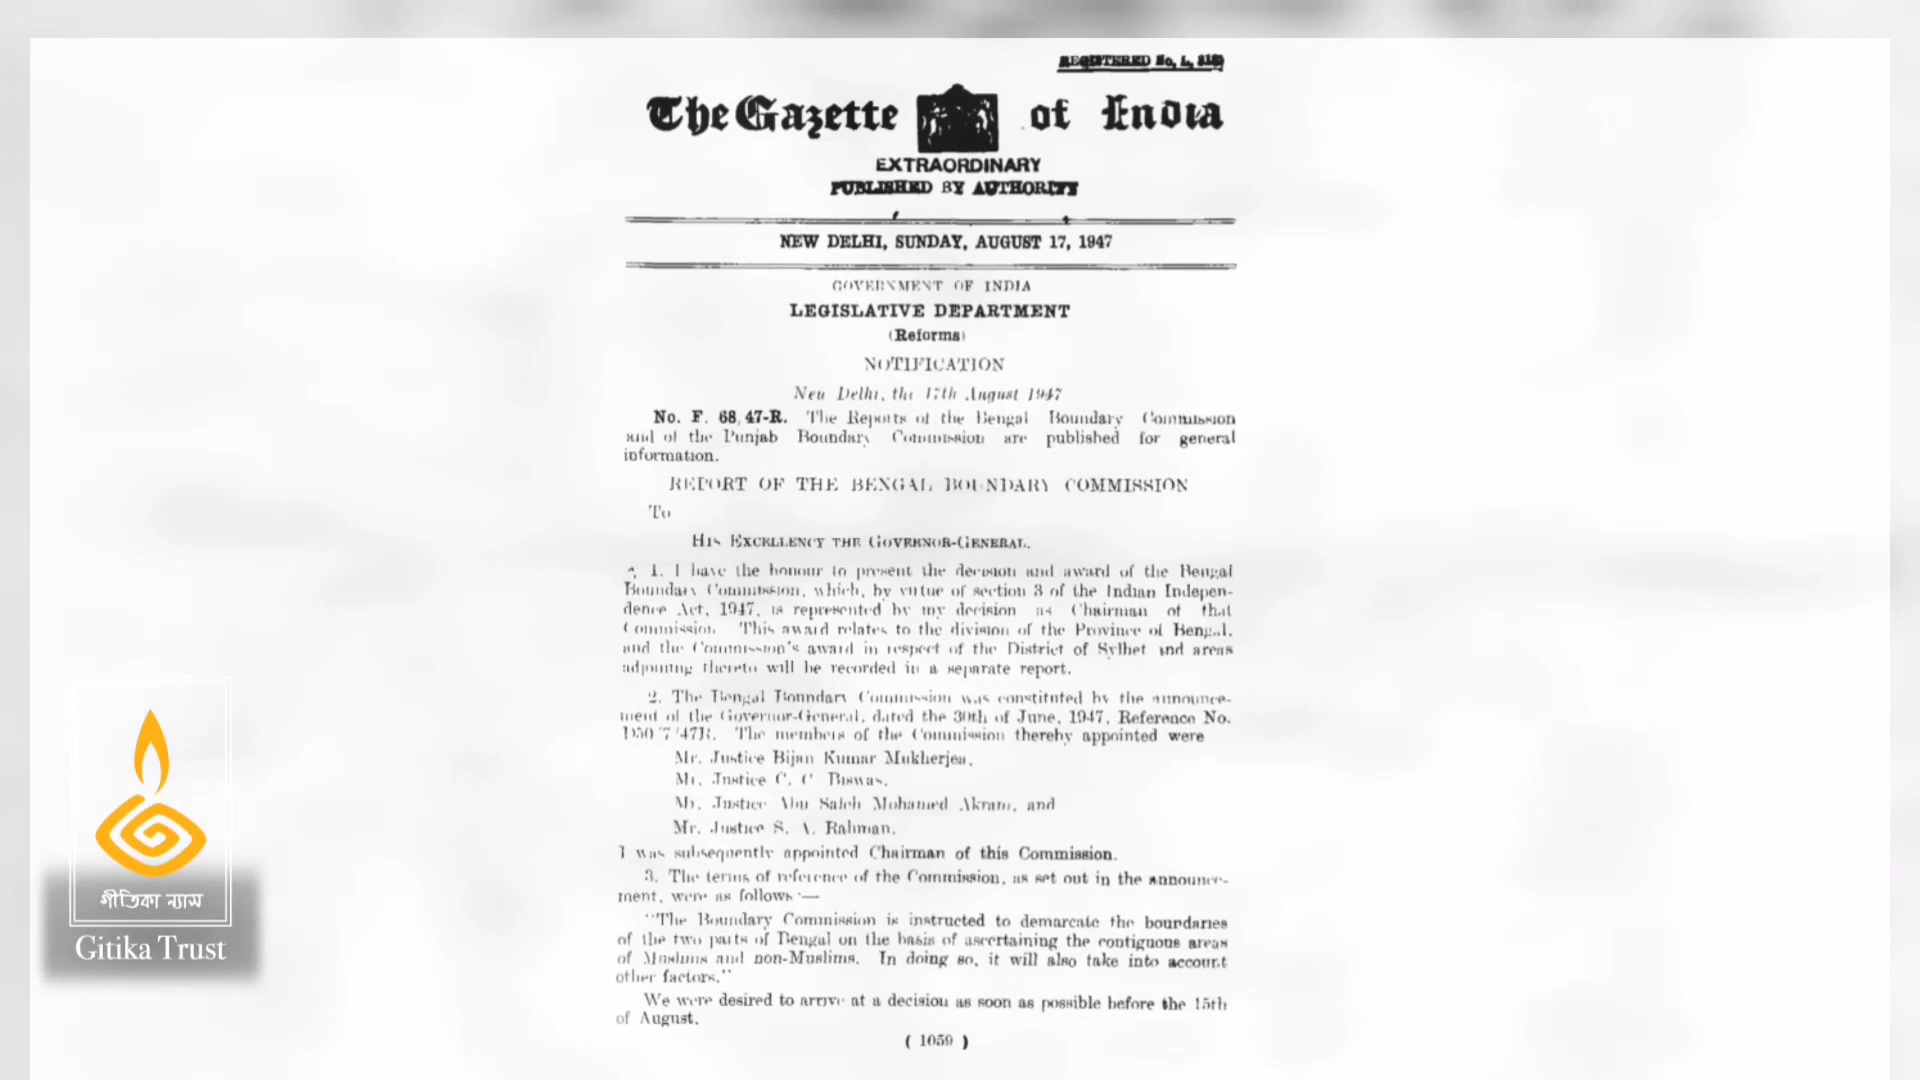 REGISTERED No. L.
The Gazette of India
EXTRAORDINARY
PUBLISHED BY AUTHORITY
NEW DELHI, SUNDAY, AUGUST 17, 1947
GOVERNMENT OF INDIA
LEGISLATIVE DEPARTMENT
(Reforms)
NOTIFICATION
New Delhi, the 17th August 1947
No. F. 68/47-R. The Reports of the Bengal Boundary Commission
and of the Punjab Boundary Commission are published for general
information.
REPORT OF THE BENGAL BOUNDARY COMMISSION
To
HIS EXCELLENCY THE GOVERNOR-GENERAL.
1. I have the honour to present the decision and award of the Bengal
Boundary Commission, which, by virtue of section 3 of the Indian Indepen-
dence Act, 1947, is represented by my decision as Chairman of that
Commission. This award relates to the division of the Province of Bengal,
and the Commission's award in respect of the District of Sylhet and areas
adjoining thereto will be recorded in a separate report.
2. The Bengal Boundary Commission was constituted by the announce-
ment of the Governor-General, dated the 30th of June, 1947, Reference No.
The members of the Commission thereby appointed were
Mr. Justice Bijan Kumar Mukherjea,
Mr. Justice C. C. Biswas,
Mr. Justice Abu Saleh Mohamed Akram, and
Mr. Justice S. A. Rahman.
I was subsequently appointed Chairman of this Commission.
3. The terms of reference of the Commission, as set out in the announce-
ment, were as follows :—
"The Boundary Commission is instructed to demarcate the boundaries
of the two parts of Bengal on the basis of ascertaining the contiguous areas
of Muslims and non-Muslims. In doing so, it will also take into account
other factors."
We were desired to arrive at a decision as soon as possible before the 15th
of August.
( 1059 )
গীতিকা ন্যাস
Gitika Trust